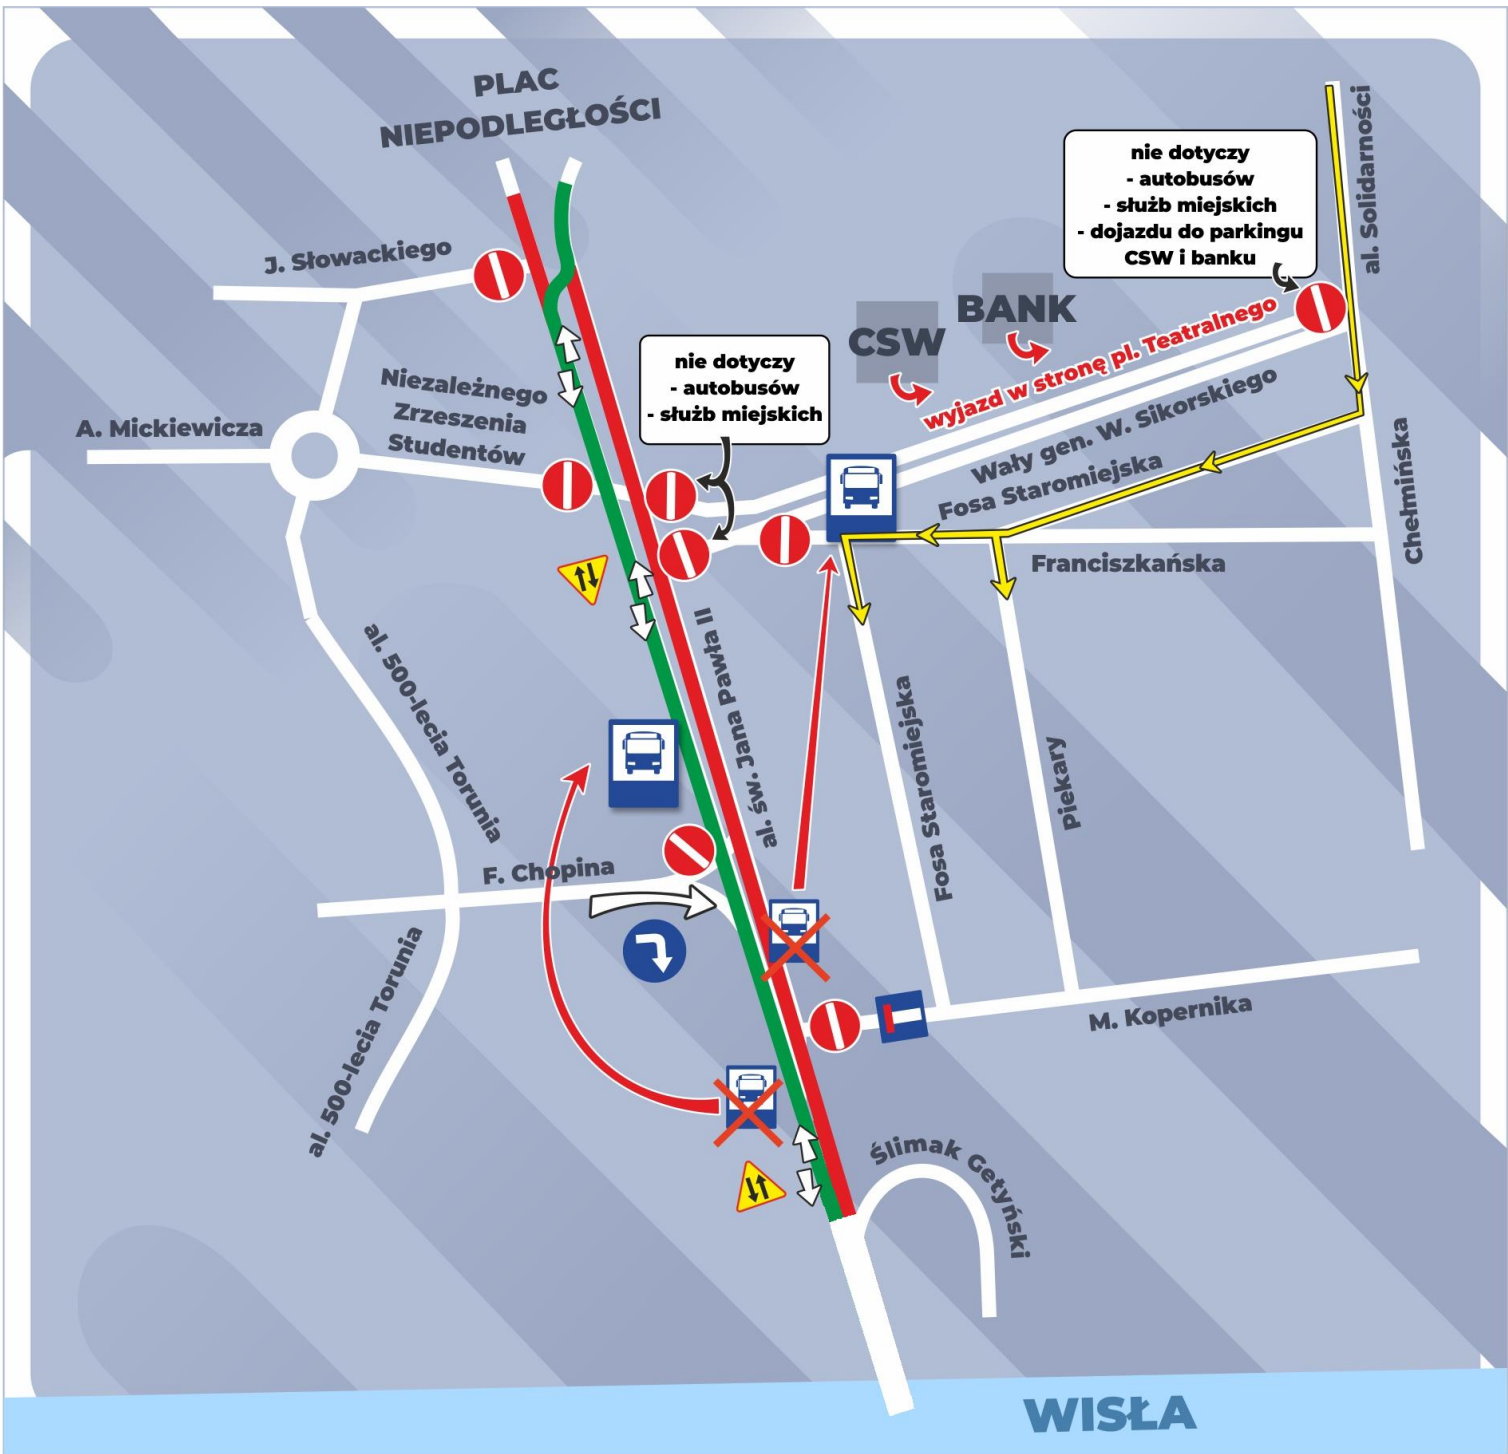 PLAC
NIEPODLEGŁOŚCI
nie dotyczy
- autobusów
- służb miejskich
- dojazdu do parkingu
CSW i banku
al. Solidarności
J. Słowackiego
BANK
CSW
wyjazd w stronę pl. Teatralnego
nie dotyczy
- autobusów
- służb miejskich
Niezależnego
Zrzeszenia
Studentów
A. Mickiewicza
Wały gen. W. Sikorskiego
Fosa Staromiejska
Chełmińska
Franciszkańska
al. 500-lecia Torunia
al. św. Jana Pawła II
Fosa Staromiejska
Piekary
F. Chopina
al. 500-lecia Torunia
M. Kopernika
Ślimak Getyński
WISŁA